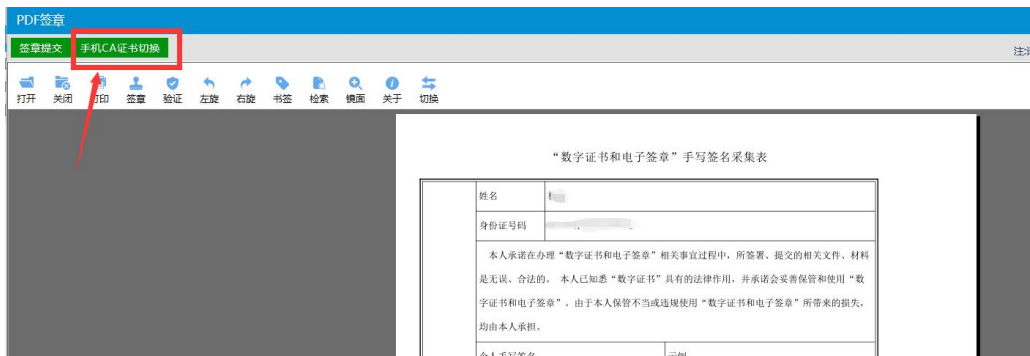 PDF签章
签章提交 手机CA证书切换
打开 关闭 打印 签章 验证 左旋 右旋 书签 检索 镜面 关于 切换
“数字证书和电子签章”手写签名采集表
姓名
身份证号码
本人承诺在办理“数字证书和电子签章”相关事宜过程中，所签署、提交的相关文件、材料
是无误、合法的。 本人已知悉“数字证书”具有的法律作用，并承诺会妥善保管和使用“数
字证书和电子签章”。由于本人保管不当或违规使用“数字证书和电子签章”所带来的损失，
均由本人承担。
个人手写签名 示例